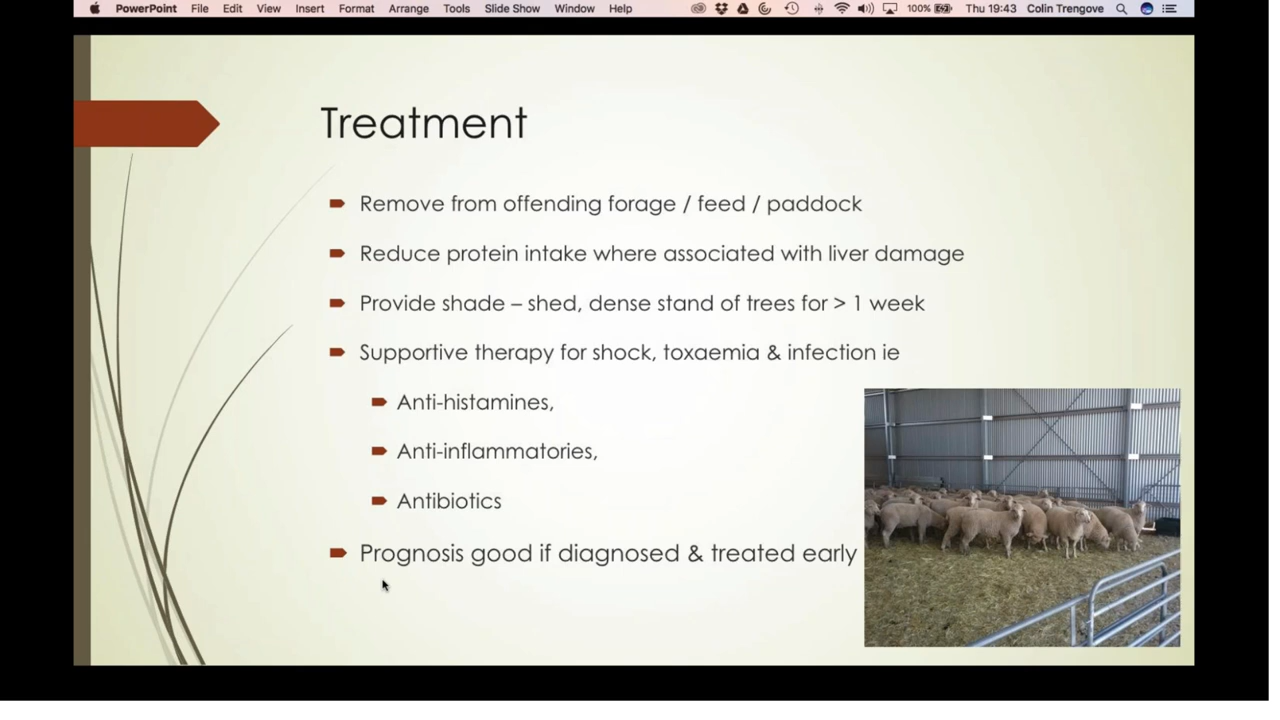 PowerPoint File Edit View Insert Format Arrange Tools Slide Show Window Help 100% Thu 19:43 Colin Trengove
Treatment
Remove from offending forage / feed / paddock
Reduce protein intake where associated with liver damage
Provide shade – shed, dense stand of trees for > 1 week
Supportive therapy for shock, toxaemia & infection ie
Anti-histamines,
Anti-inflammatories,
Antibiotics
Prognosis good if diagnosed & treated early